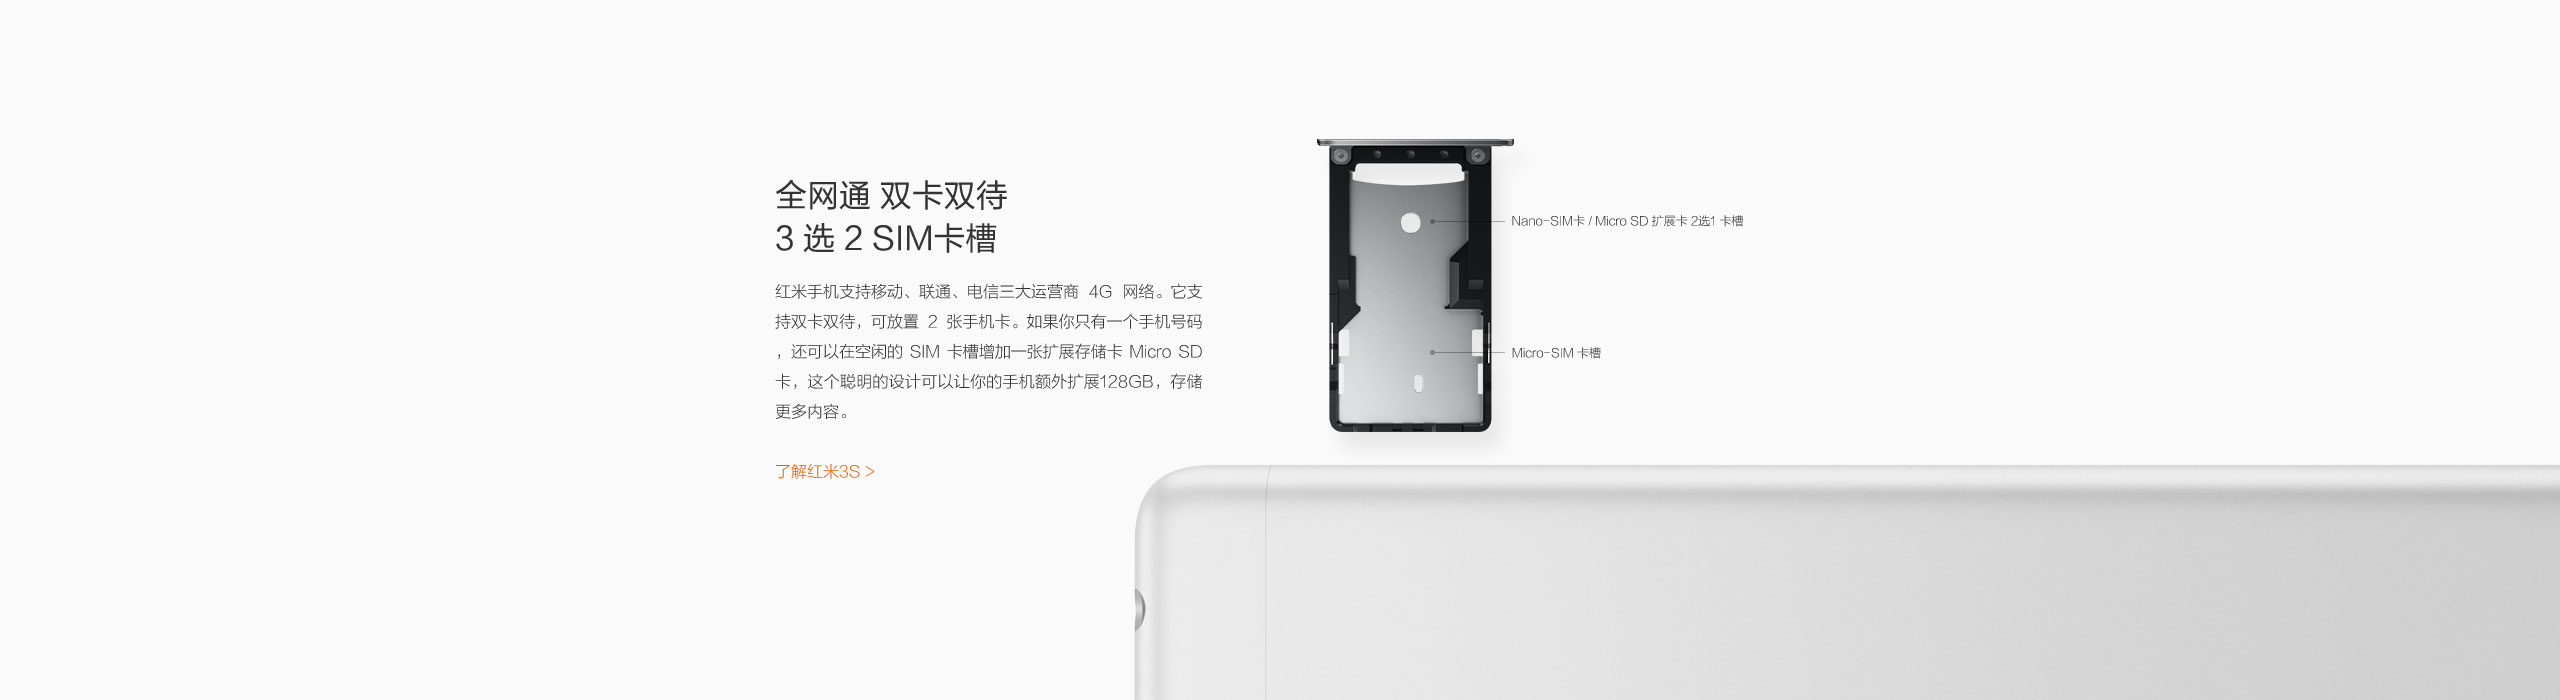 全网通 双卡双待
3 选 2 SIM卡槽
红米手机支持移动、联通、电信三大运营商 4G 网络。它支
持双卡双待，可放置 2 张手机卡。如果你只有一个手机号码
，还可以在空闲的 SIM 卡槽增加一张扩展存储卡 Micro SD
卡，这个聪明的设计可以让你的手机额外扩展128GB，存储
更多内容。
了解红米3S >
Nano-SIM卡 / Micro SD 扩展卡 2选1 卡槽
Micro-SIM 卡槽